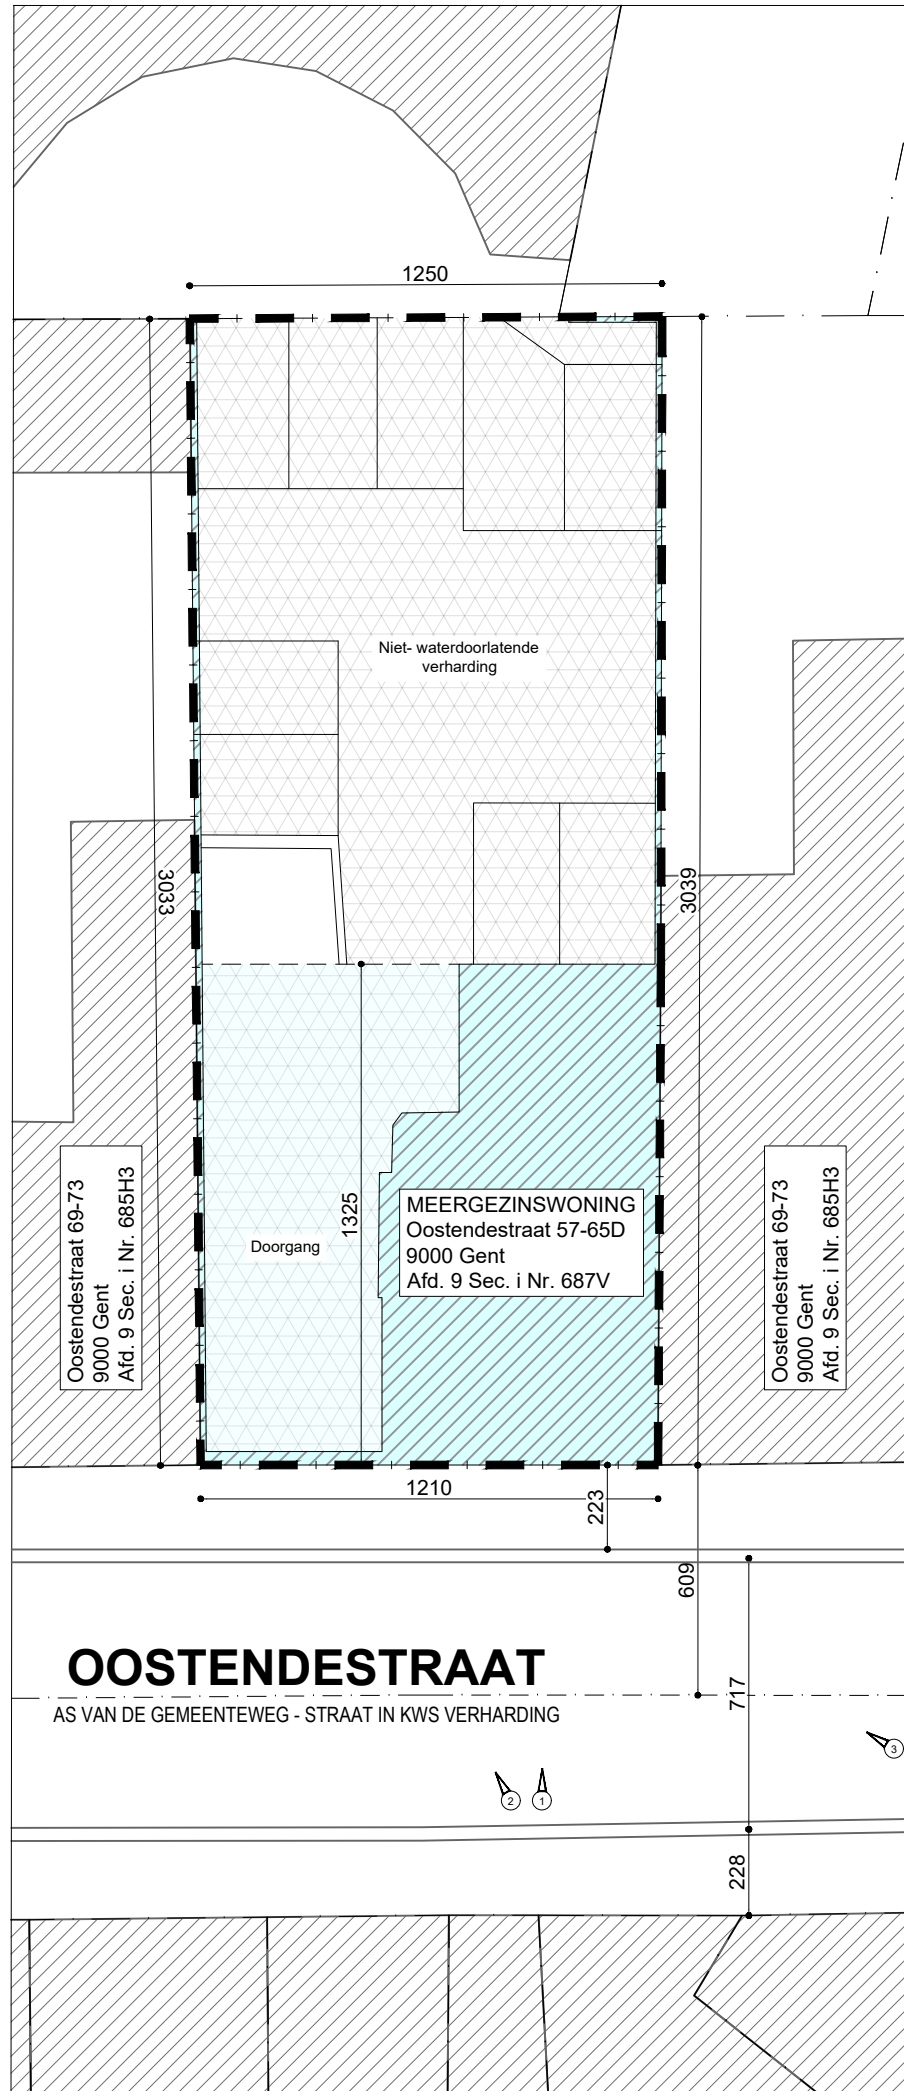 1250
Niet- waterdoorlatende
verharding
3033
3039
1325
Doorgang
MEERGEZINSWONING
Oostendestraat 57-65D
9000 Gent
Afd. 9 Sec. i Nr. 687V
Oostendestraat 69-73
9000 Gent
Afd. 9 Sec. i Nr. 685H3
Oostendestraat 69-73
9000 Gent
Afd. 9 Sec. i Nr. 685H3
1210
223
609
OOSTENDESTRAAT
717
AS VAN DE GEMEENTEWEG - STRAAT IN KWS VERHARDING
3
2
1
228